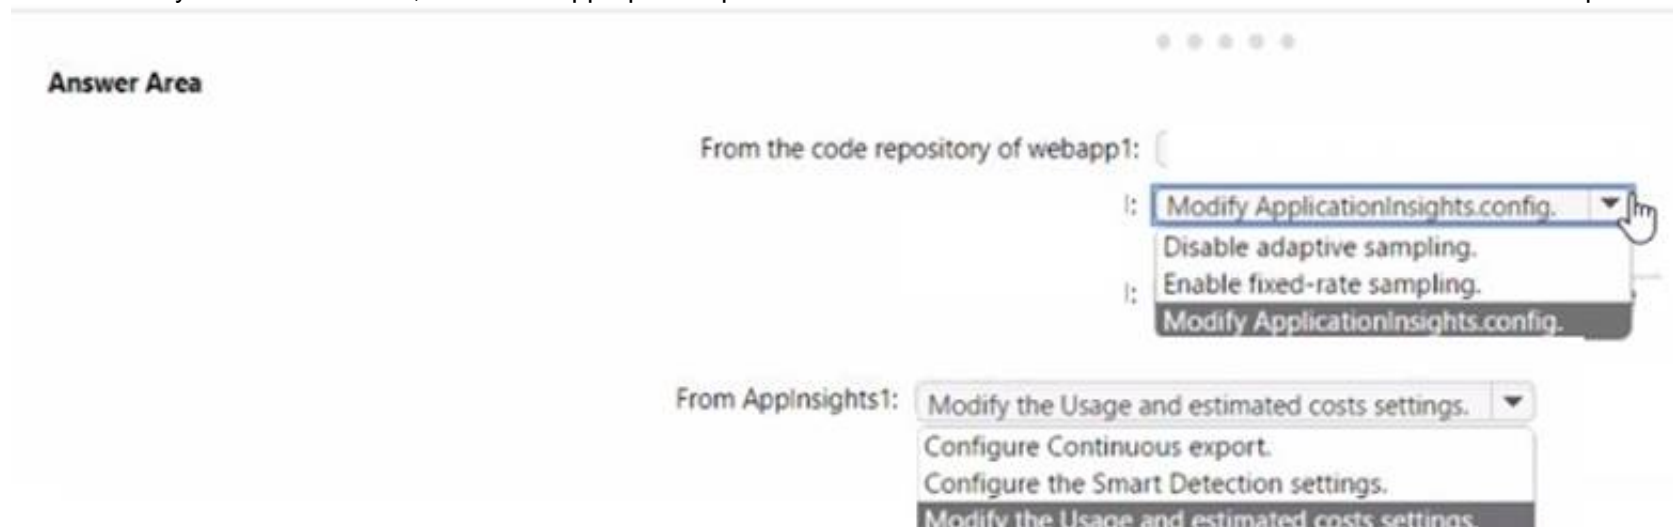 Answer Area
From the code repository of webapp1:
Modify ApplicationInsights.config.
Disable adaptive sampling.
Enable fixed-rate sampling.
Modify ApplicationInsights.config.
From AppInsights1: Modify the Usage and estimated costs settings.
Configure Continuous export.
Configure the Smart Detection settings.
Modify the Usage and estimated costs settings.